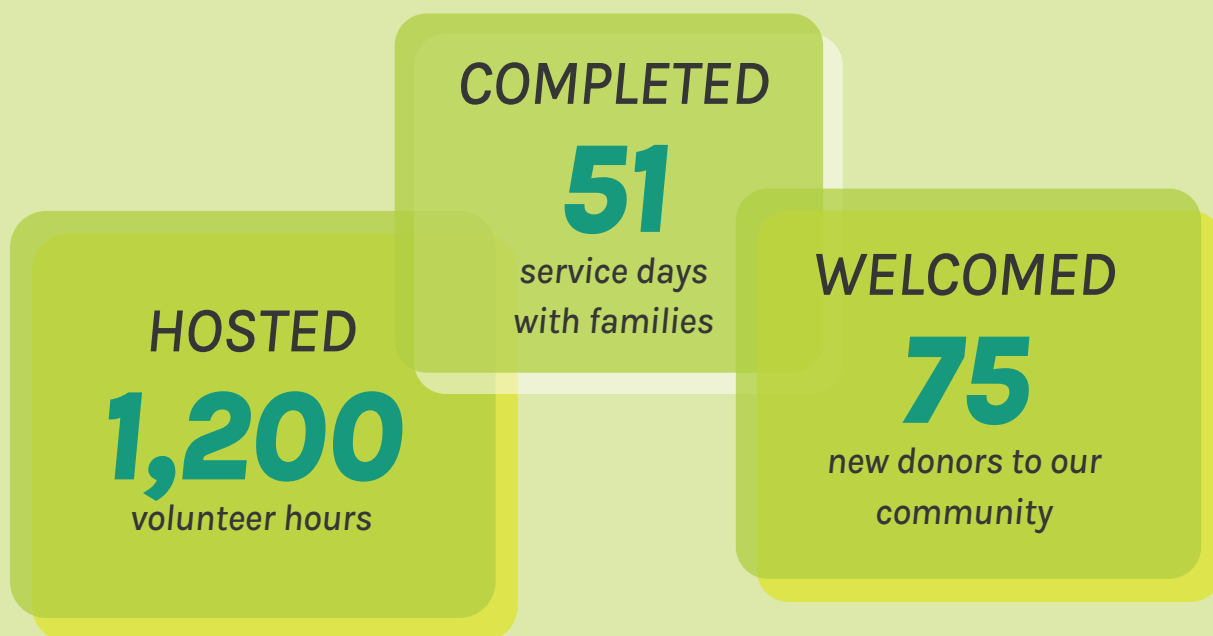 HOSTED
1,200
volunteer hours
COMPLETED
51
service days
with families
WELCOMED
75
new donors to our
community